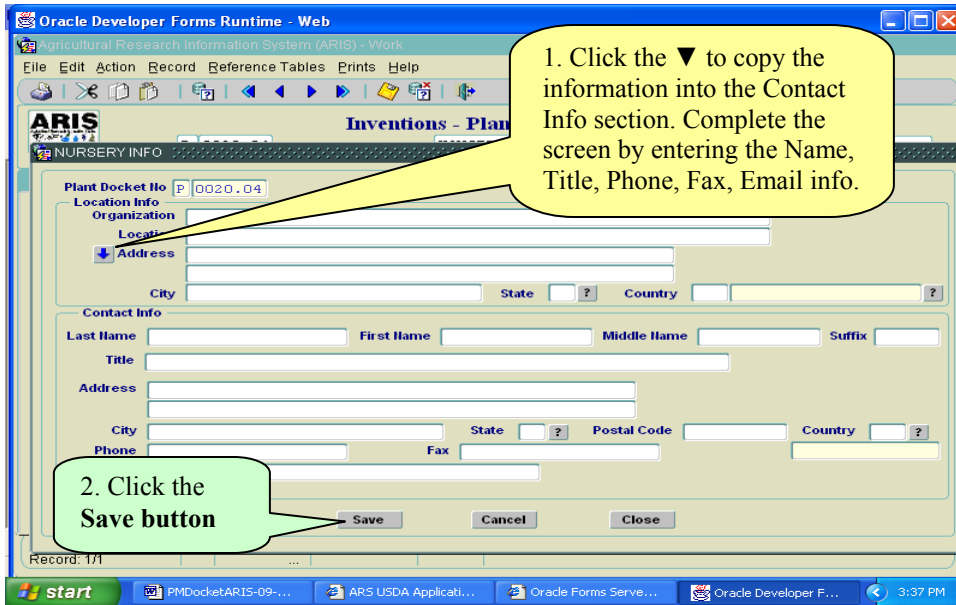 Oracle Developer Forms Runtime - Web
Agricultural Research Information System (ARIS) - Work
File Edit Action Record Reference Tables Prints Help
ARIS
Inventions - Plan
1. Click the ▼ to copy the
information into the Contact
Info section. Complete the
screen by entering the Name,
Title, Phone, Fax, Email info.
NURSERY INFO
Plant Docket No P 0020.04
Location Info
Organization
Address
City State ? Country ?
Contact Info
Last Name First Name Middle Name Suffix
Title
Address
City State ? Postal Code Country ?
Phone Fax
2. Click the
Save button
Save Cancel Close
Record: 1/1 ...
start PMDocketARIS-09-... ARS USDA Applicati... Oracle Forms Serve... Oracle Developer F... 3:37 PM